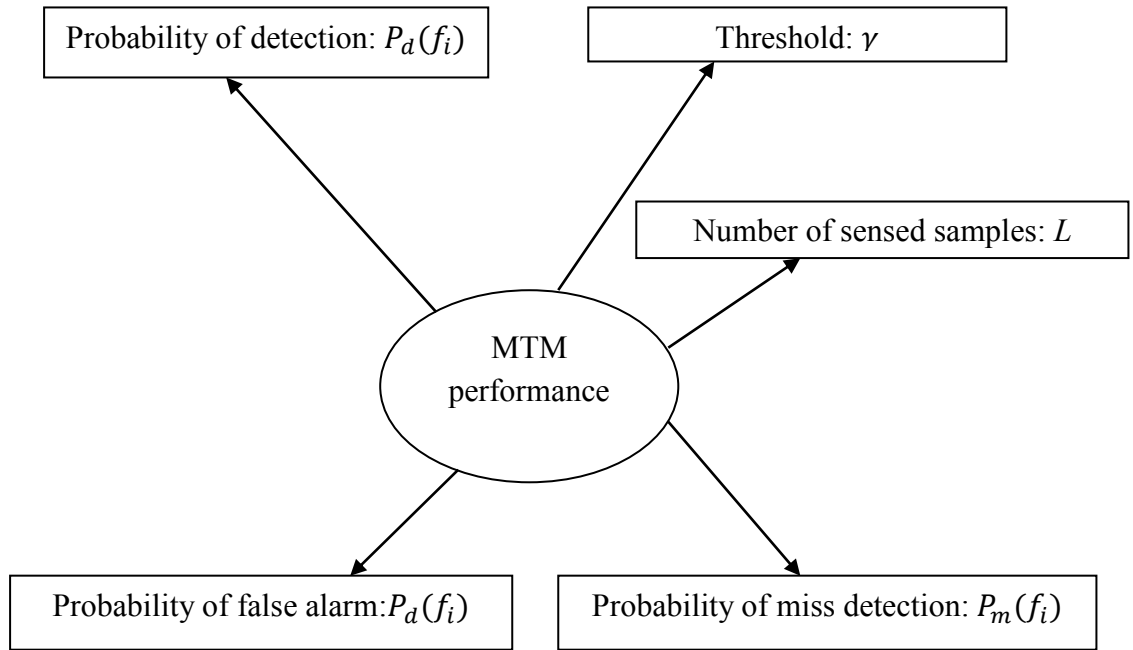 Probability of detection: P_d(f_i)
Threshold: γ
Number of sensed samples: L
MTM
performance
Probability of false alarm:P_d(f_i)
Probability of miss detection: P_m(f_i)